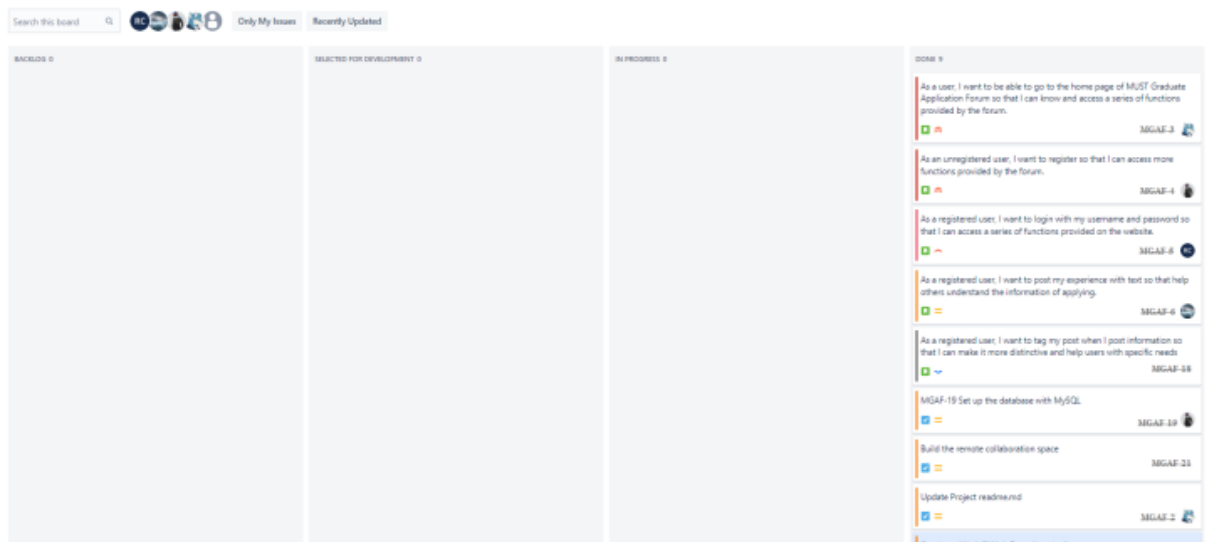 Search this board
RC
Only My Issues
Recently Updated
BACKLOG 0
SELECTED FOR DEVELOPMENT 0
IN PROGRESS 0
DONE 9
As a user, I want to be able to go to the home page of MUST Graduate
Application Forum so that I can know and access a series of functions
provided by the forum.
MGAF-3
As an unregistered user, I want to register so that I can access more
functions provided by the forum.
MGAF-4
As a registered user, I want to login with my username and password so
that I can access a series of functions provided on the website.
MGAF-5
RC
As a registered user, I want to post my experience with text so that help
others understand the information of applying.
MGAF-6
As a registered user, I want to tag my post when I post information so
that I can make it more distinctive and help users with specific needs
MGAF-18
MGAF-19 Set up the database with MySQL
MGAF-19
Build the remote collaboration space
MGAF-21
Update Project readme.md
MGAF-2